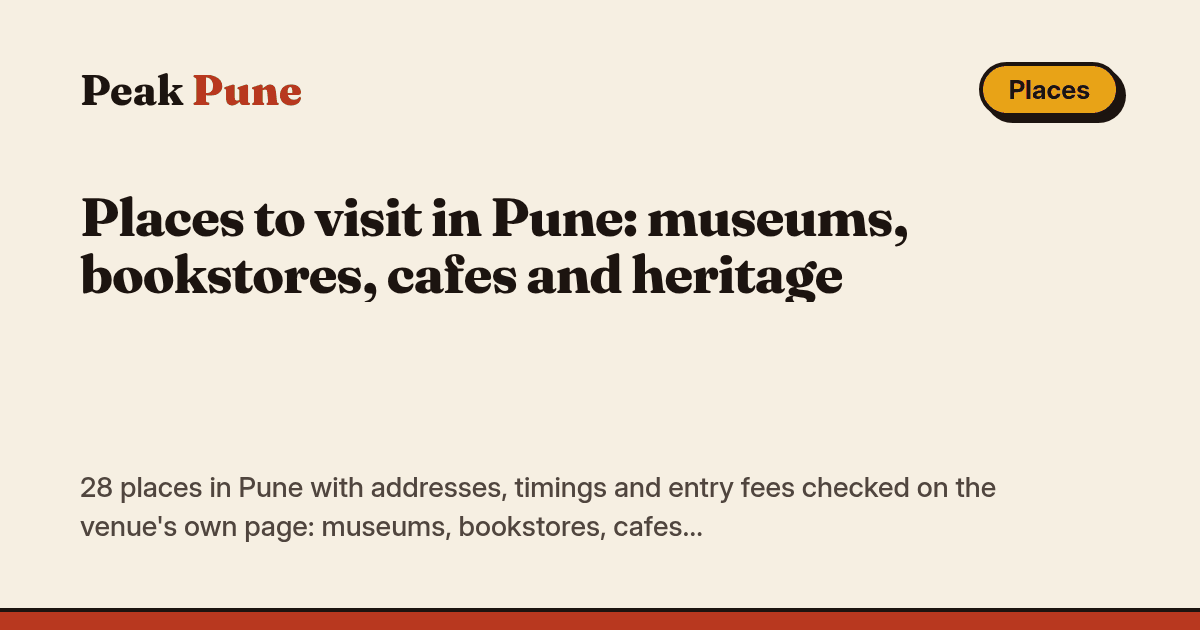 Peak Pune
Places
Places to visit in Pune: museums,
bookstores, cafes and heritage
28 places in Pune with addresses, timings and entry fees checked on the
venue's own page: museums, bookstores, cafes...